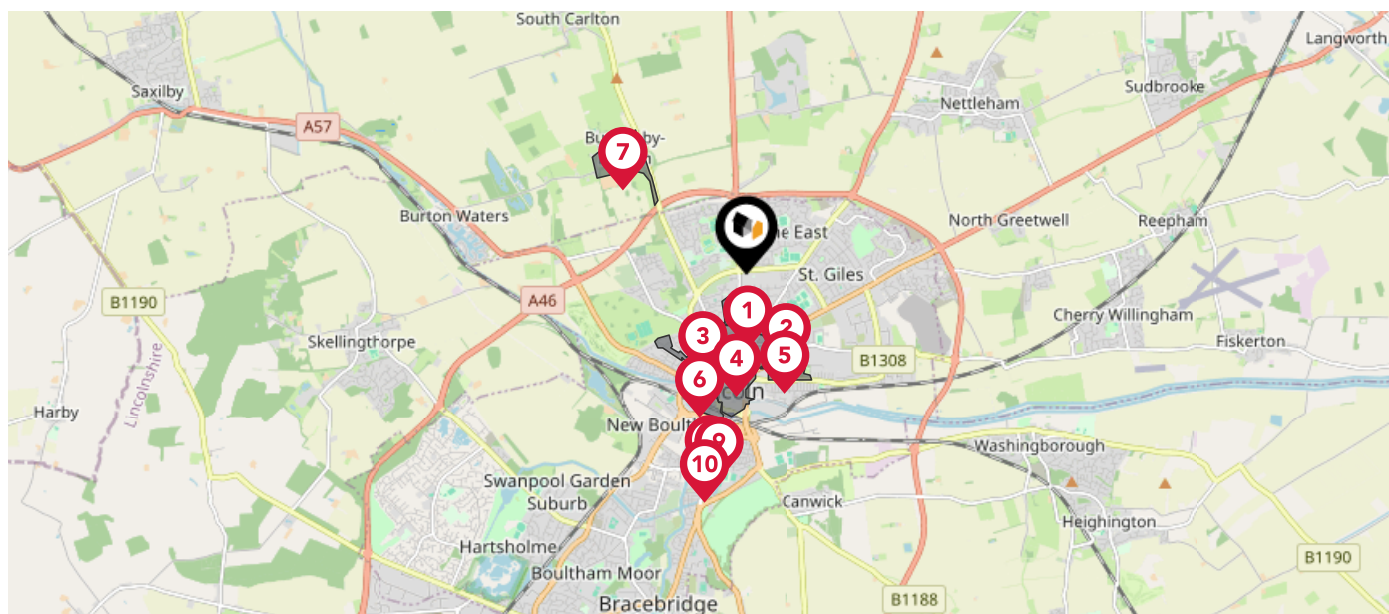 South Carlton
Langworth
Saxilby
Sudbrooke
Nettleham
A57
7
Burton Waters
North Greetwell
Reepham
East
St. Giles
B1190
A46
1
2
3
4
5
6
Cherry Willingham
Skellingthorpe
B1308
Fiskerton
Lincolnshire
Harby
9
10
Washingborough
Swanpool Garden
Suburb
Canwick
Heighington
Hartsholme
B1190
Boultham Moor
Bracebridge
B1188